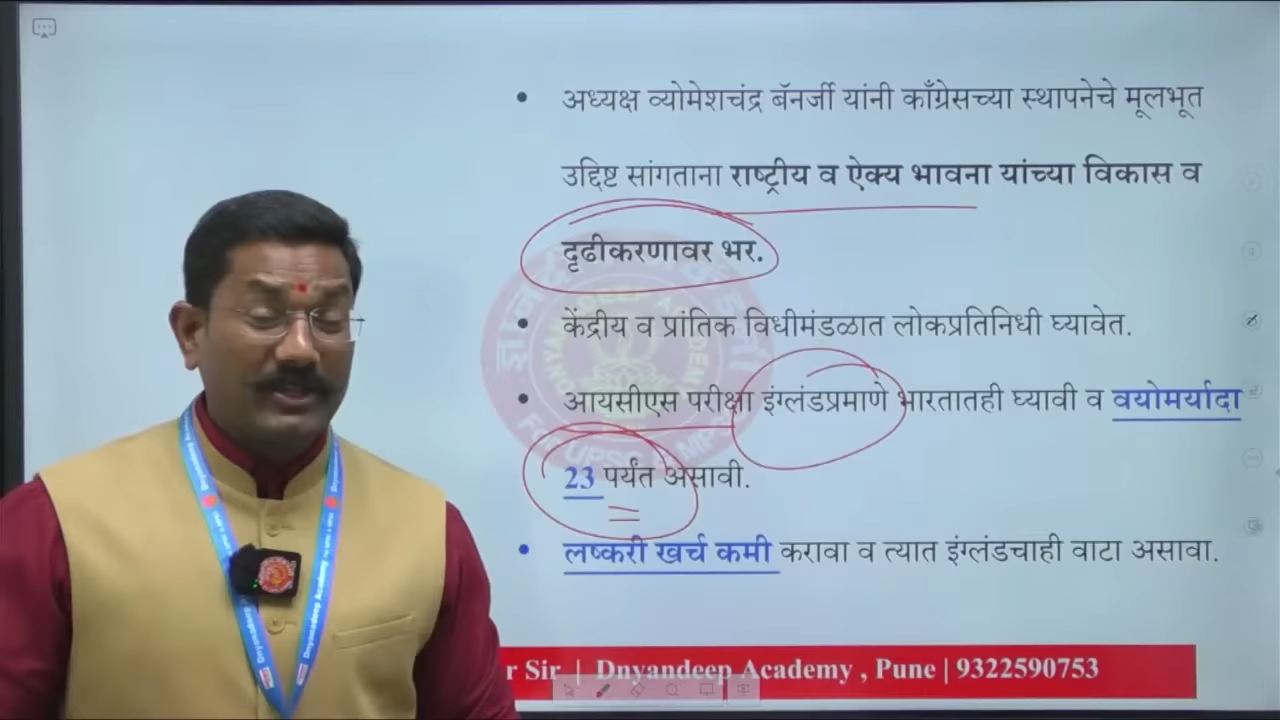 अध्यक्ष व्योमेशचंद्र बॅनर्जी यांनी काँग्रेसच्या स्थापनेचे मूलभूत
उद्दिष्ट सांगताना राष्ट्रीय व ऐक्य भावना यांच्या विकास व
दृढीकरणावर भर.
केंद्रीय व प्रांतिक विधीमंडळात लोकप्रतिनिधी घ्यावेत.
आयसीएस परीक्षा इंग्लंडप्रमाणे भारतातही घ्यावी व वयोमर्यादा
23 पर्यंत असावी.
लष्करी खर्च कमी करावा व त्यात इंग्लंडचाही वाटा असावा.
r Sir | Dnyandeep Academy , Pune | 9322590753